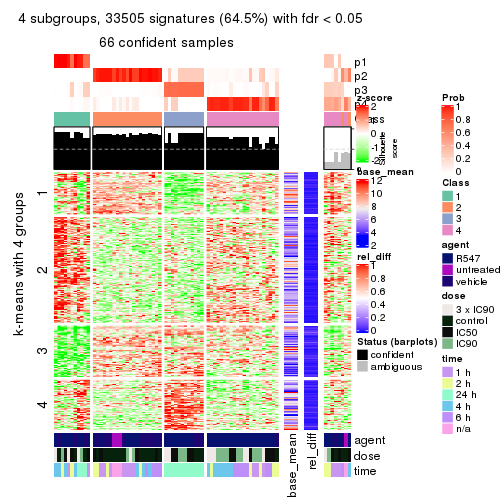 4 subgroups, 33505 signatures (64.5%) with fdr < 0.05
66 confident samples
p1
p2
p3
p4
Class
silhouette
score
k-means with 4 groups
1
2
3
4
agent
dose
time
base_mean
rel_diff
z-score
2
1
0
-1
-2
base_mean
12
10
8
6
4
2
rel_diff
1
0.8
0.6
0.4
0.2
0
Status (barplots)
confident
ambiguous
Prob
1
0.8
0.6
0.4
0.2
0
Class
1
2
3
4
agent
R547
untreated
vehicle
dose
3 x IC90
control
IC50
IC90
time
1 h
2 h
24 h
4 h
6 h
n/a